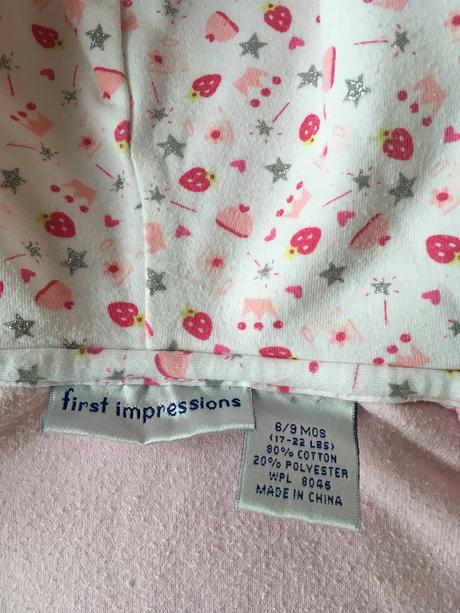 first impressions
6/9 MOS
(17-22 LBS)
80% COTTON
20% POLYESTER
WPL 8046
MADE IN CHINA